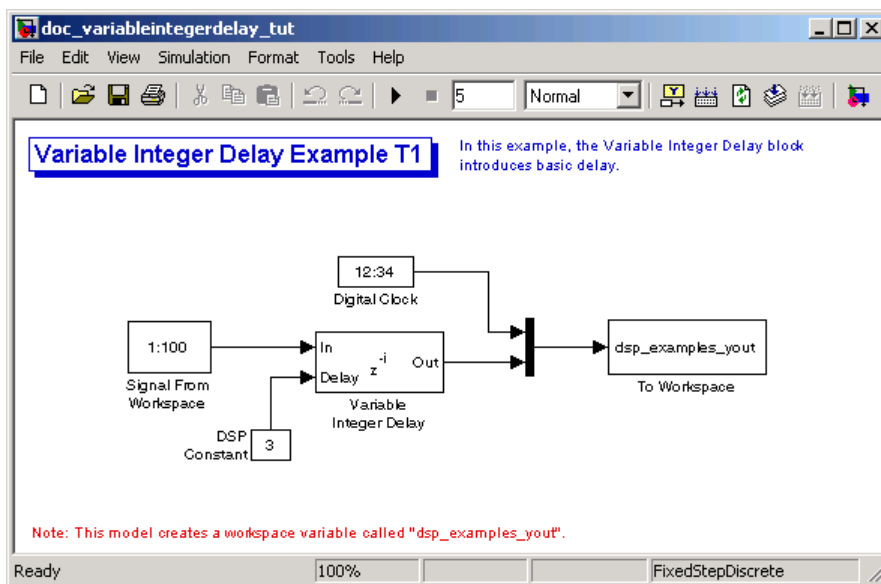 doc_variableintegerdelay_tut
File Edit View Simulation Format Tools Help
5 Normal
Variable Integer Delay Example T1
In this example, the Variable Integer Delay block
introduces basic delay.
12:34
Digital Clock
1:100
Signal From
Workspace
In
Delay
z-i
Out
Variable
Integer Delay
DSP
Constant
3
dsp_examples_yout
To Workspace
Note: This model creates a workspace variable called "dsp_examples_yout".
Ready 100% FixedStepDiscrete